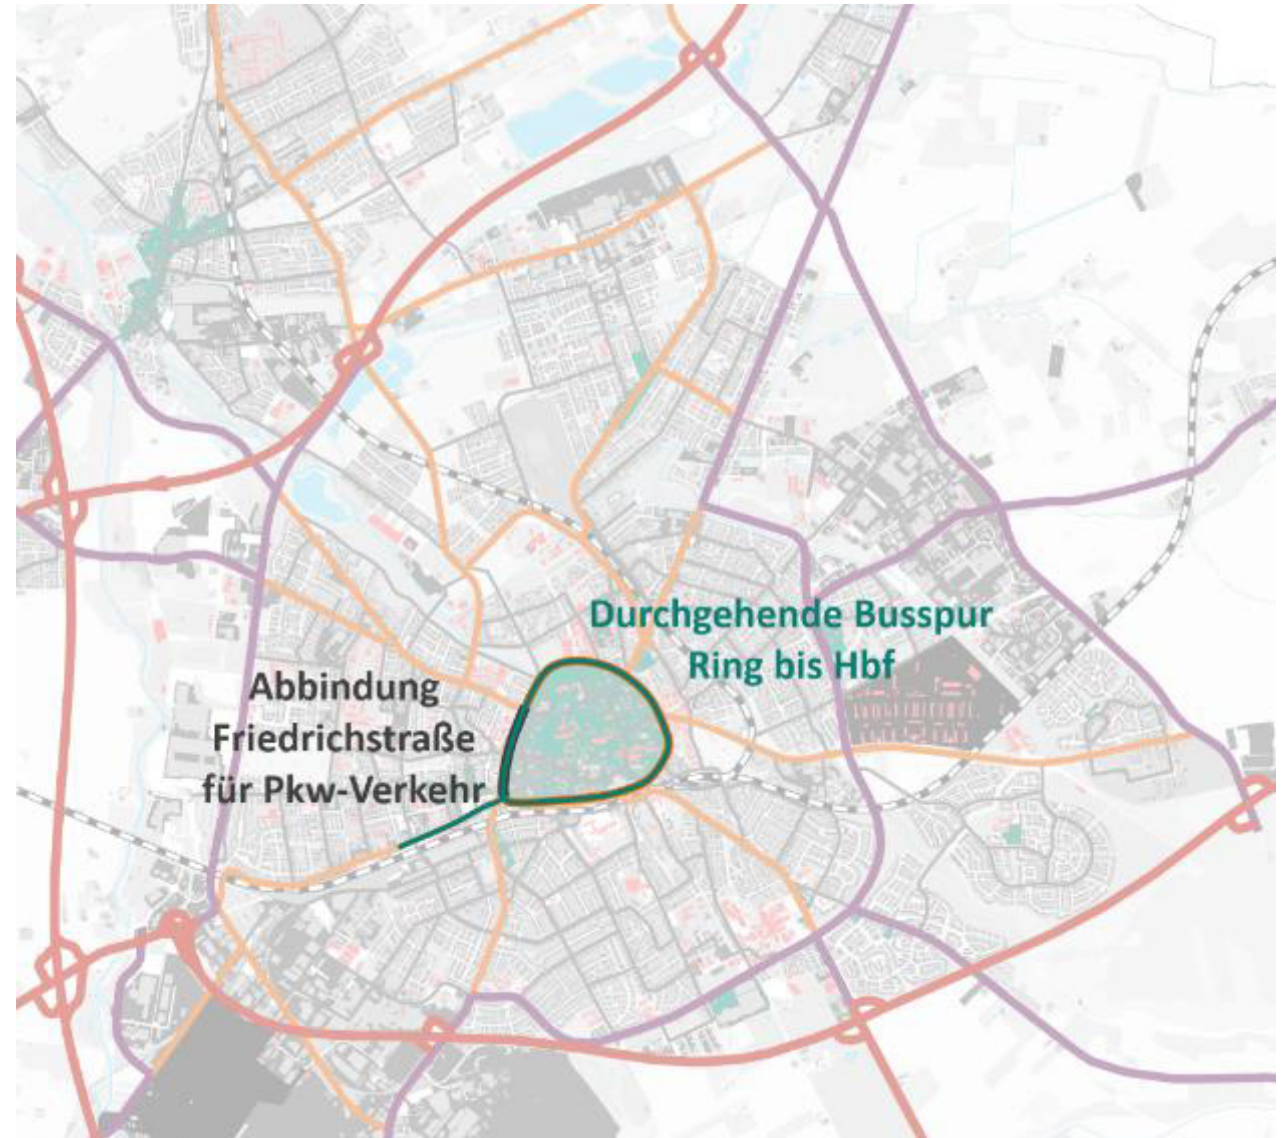 Durchgehende Busspur
Ring bis Hbf
Abbindung
Friedrichstraße
für Pkw-Verkehr